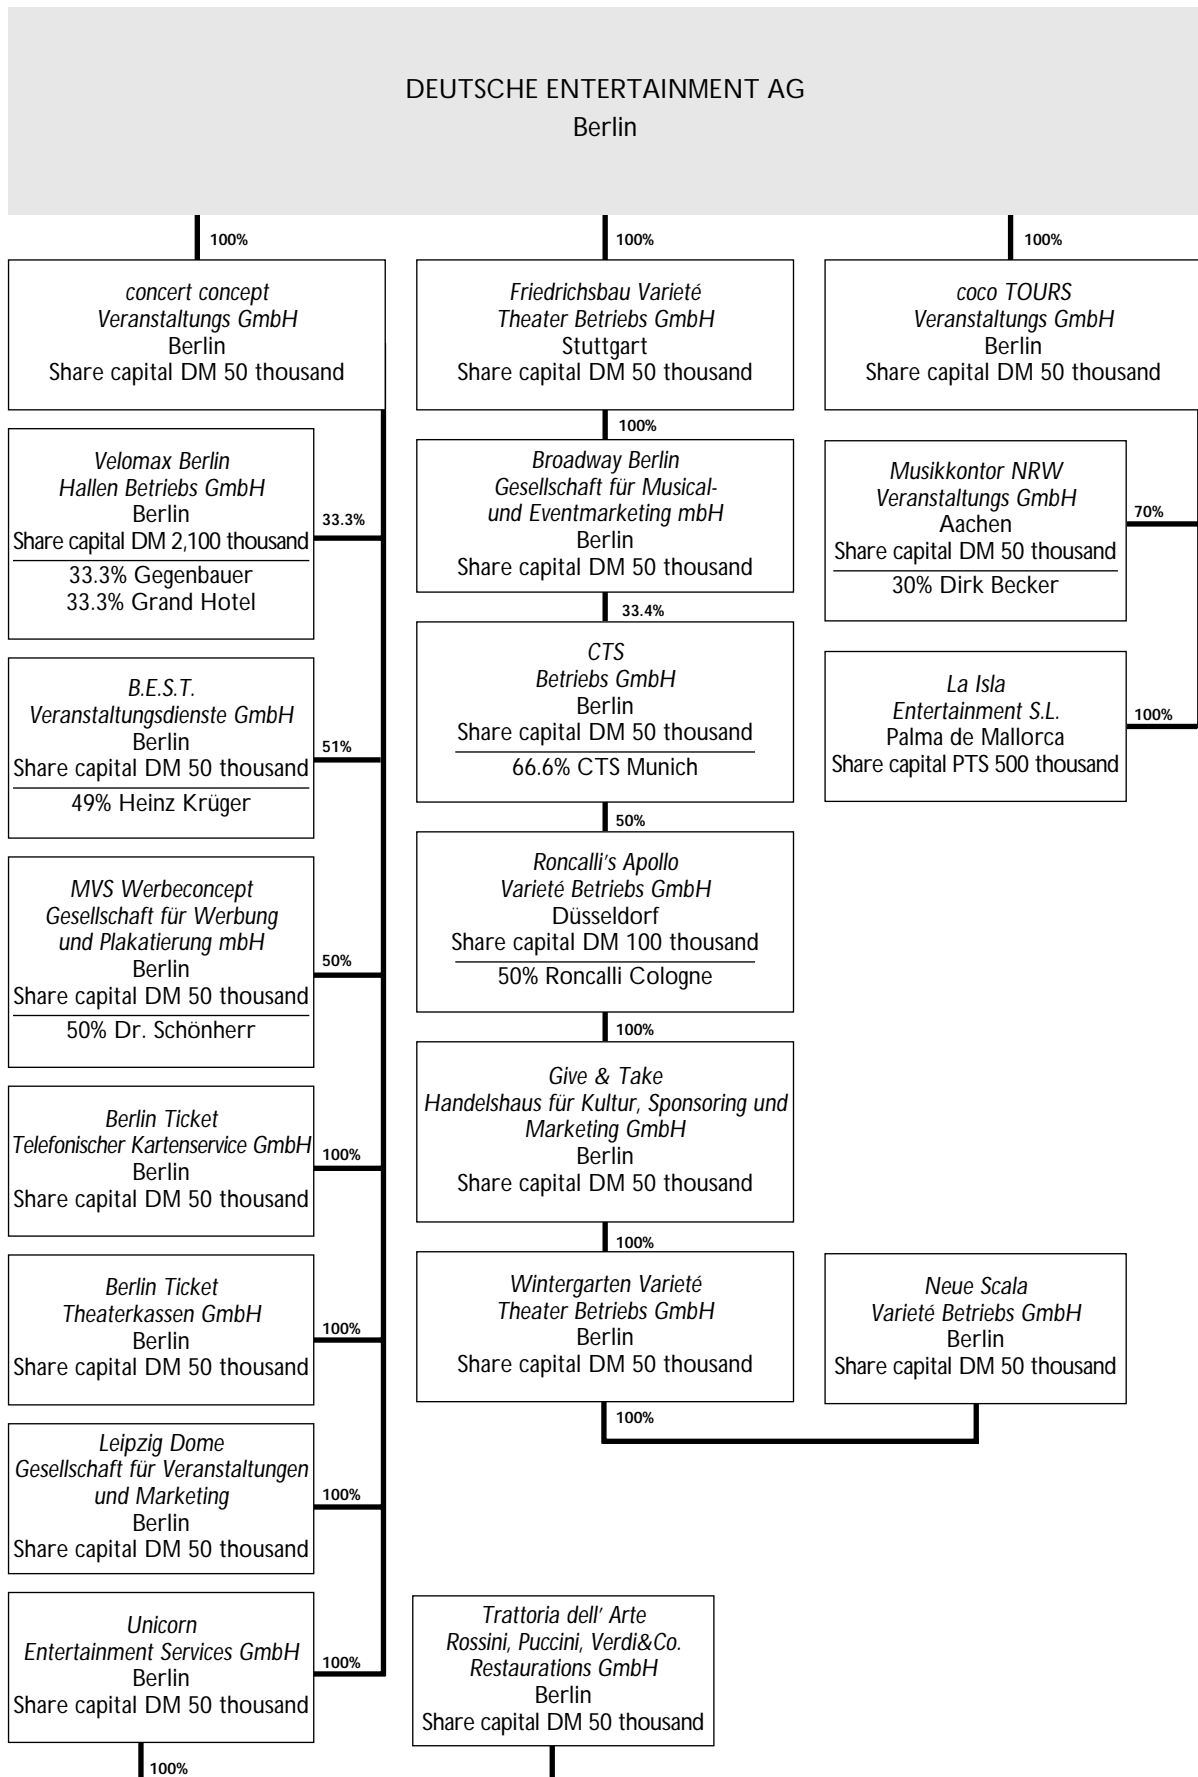 DEUTSCHE ENTERTAINMENT AG
Berlin
100%
concert concept
Veranstaltungs GmbH
Berlin
Share capital DM 50 thousand
Velomax Berlin
Hallen Betriebs GmbH
Berlin
Share capital DM 2,100 thousand
33.3% Gegenbauer
33.3% Grand Hotel
33.3%
B.E.S.T.
Veranstaltungsdienste GmbH
Berlin
Share capital DM 50 thousand
49% Heinz Krüger
51%
MVS Werbeconcept
Gesellschaft für Werbung
und Plakatierung mbH
Berlin
Share capital DM 50 thousand
50% Dr. Schönherr
50%
Berlin Ticket
Telefonischer Kartenservice GmbH
Berlin
Share capital DM 50 thousand
100%
Berlin Ticket
Theaterkassen GmbH
Berlin
Share capital DM 50 thousand
100%
Leipzig Dome
Gesellschaft für Veranstaltungen
und Marketing
Berlin
Share capital DM 50 thousand
100%
Unicorn
Entertainment Services GmbH
Berlin
Share capital DM 50 thousand
100%
100%
100%
Friedrichsbau Varieté
Theater Betriebs GmbH
Stuttgart
Share capital DM 50 thousand
100%
Broadway Berlin
Gesellschaft für Musical-
und Eventmarketing mbH
Berlin
Share capital DM 50 thousand
33.4%
CTS
Betriebs GmbH
Berlin
Share capital DM 50 thousand
66.6% CTS Munich
50%
Roncalli's Apollo
Varieté Betriebs GmbH
Düsseldorf
Share capital DM 100 thousand
50% Roncalli Cologne
100%
Give & Take
Handelshaus für Kultur, Sponsoring und
Marketing GmbH
Berlin
Share capital DM 50 thousand
100%
Wintergarten Varieté
Theater Betriebs GmbH
Berlin
Share capital DM 50 thousand
100%
Trattoria dell' Arte
Rossini, Puccini, Verdi&Co.
Restaurations GmbH
Berlin
Share capital DM 50 thousand
100%
coco TOURS
Veranstaltungs GmbH
Berlin
Share capital DM 50 thousand
Musikkontor NRW
Veranstaltungs GmbH
Aachen
Share capital DM 50 thousand
30% Dirk Becker
70%
La Isla
Entertainment S.L.
Palma de Mallorca
Share capital PTS 500 thousand
100%
Neue Scala
Varieté Betriebs GmbH
Berlin
Share capital DM 50 thousand